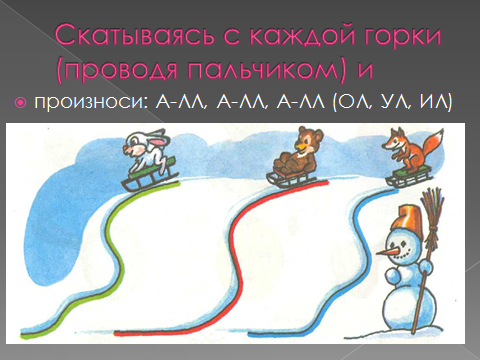 Скатываясь с каждой горки
(проводя пальчиком) и
произноси: А-ЛЛ, А-ЛЛ, А-ЛЛ (ОЛ, УЛ, ИЛ)